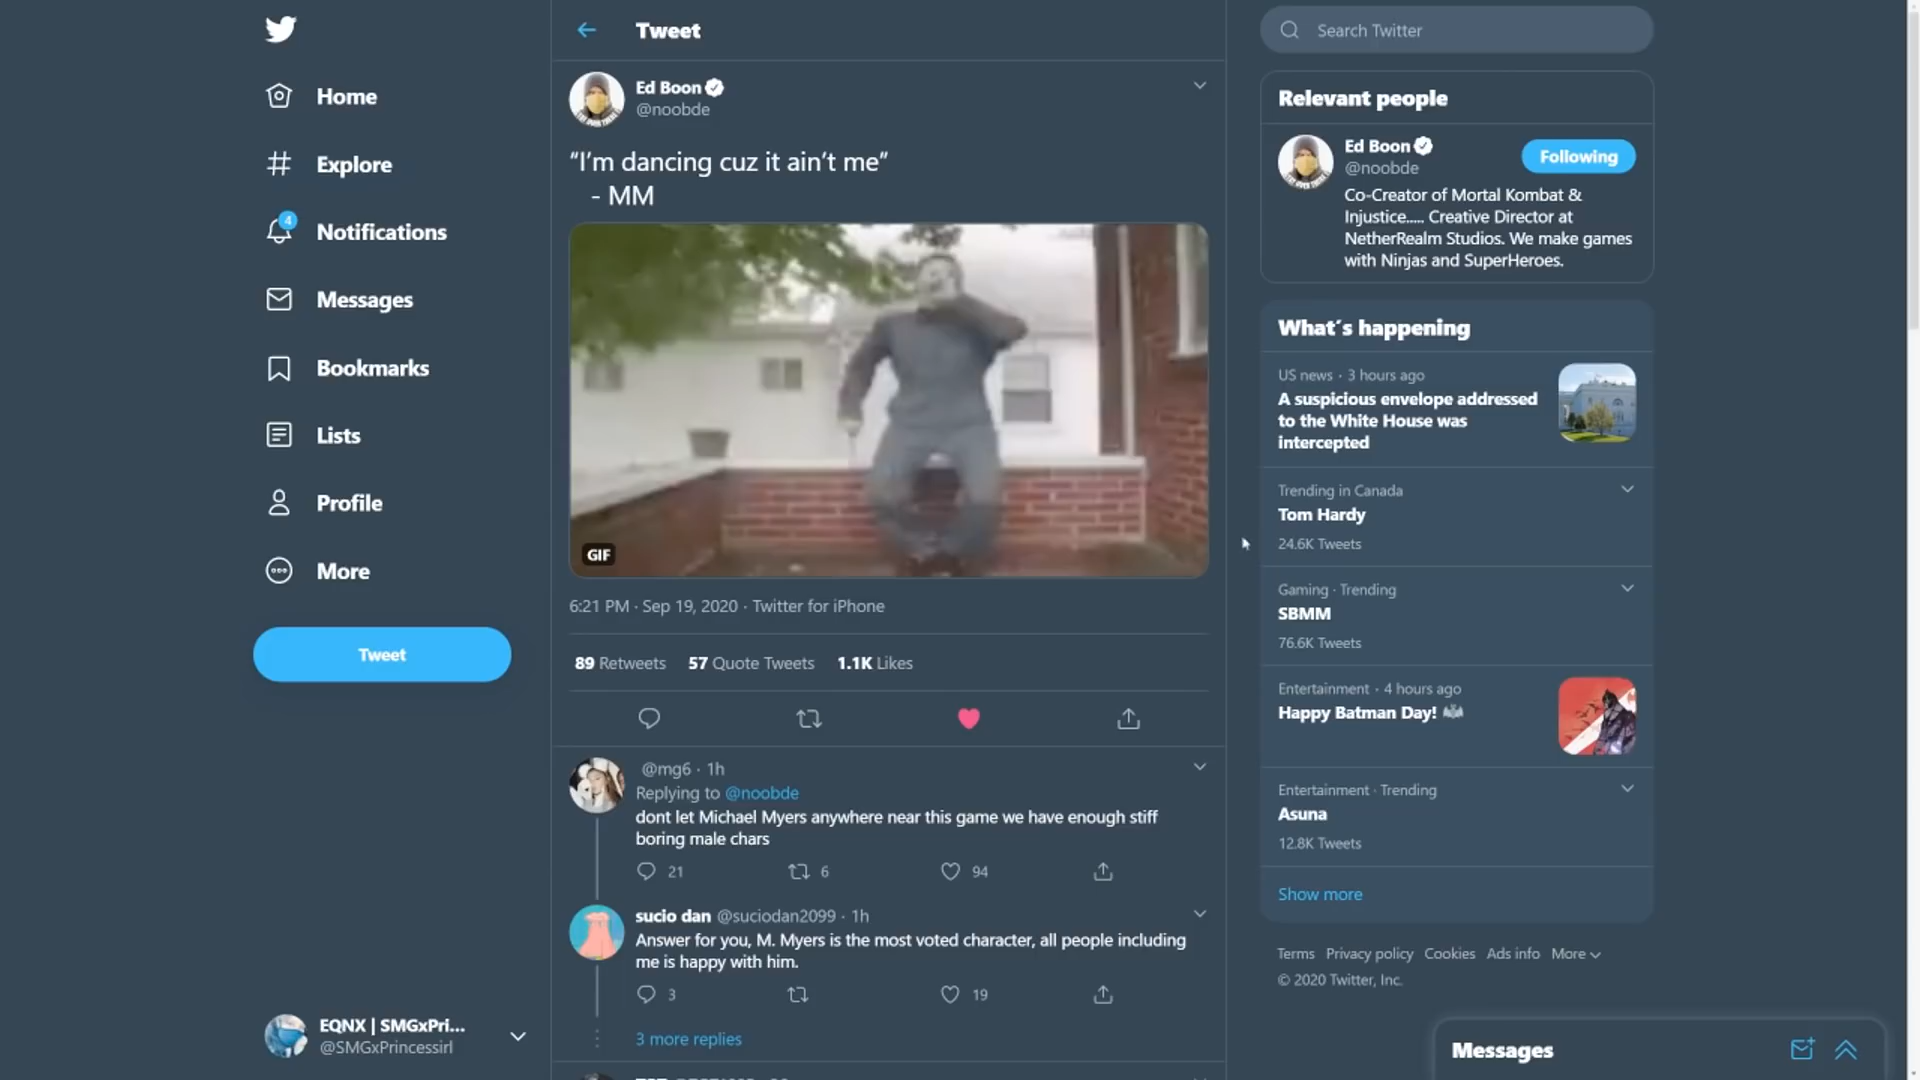 Home
Explore
4
Notifications
Messages
Bookmarks
Lists
Profile
More
Tweet
EQNX | SMGxPri...
@SMGxPrincessirl
Tweet
Ed Boon
@noobde
“I’m dancing cuz it ain’t me”
- MM
GIF
6:21 PM · Sep 19, 2020 · Twitter for iPhone
89 Retweets 57 Quote Tweets 1.1K Likes
@mg6 · 1h
Replying to @noobde
dont let Michael Myers anywhere near this game we have enough stiff
boring male chars
21 6 94
sucio dan @suciodan2099 · 1h
Answer for you, M. Myers is the most voted character, all people including
me is happy with him.
3 19
3 more replies
Search Twitter
Relevant people
Ed Boon
@noobde
Following
Co-Creator of Mortal Kombat &
Injustice..... Creative Director at
NetherRealm Studios. We make games
with Ninjas and SuperHeroes.
What’s happening
US news · 3 hours ago
A suspicious envelope addressed
to the White House was
intercepted
Trending in Canada
Tom Hardy
24.6K Tweets
Gaming · Trending
SBMM
76.6K Tweets
Entertainment · 4 hours ago
Happy Batman Day!
Entertainment · Trending
Asuna
12.8K Tweets
Show more
Terms Privacy policy Cookies Ads info More
© 2020 Twitter, Inc.
Messages